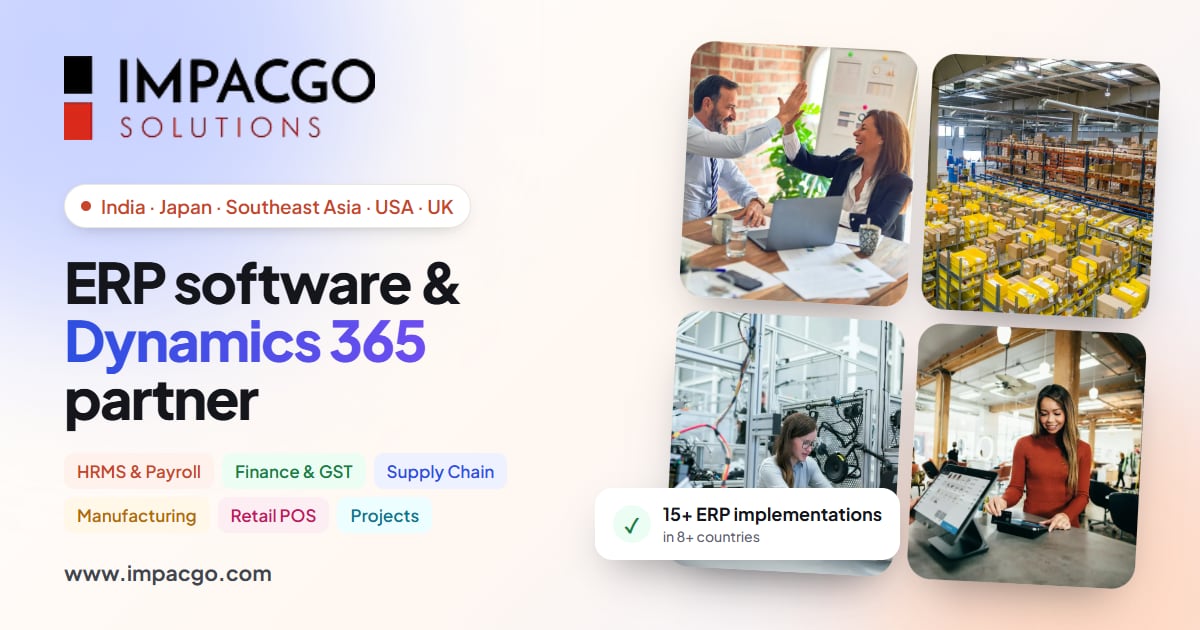 IMPACGO
SOLUTIONS
India · Japan · Southeast Asia · USA · UK
ERP software &
Dynamics 365
partner
HRMS & Payroll
Finance & GST
Supply Chain
Manufacturing
Retail POS
Projects
www.impacgo.com
✓
15+ ERP implementations
in 8+ countries